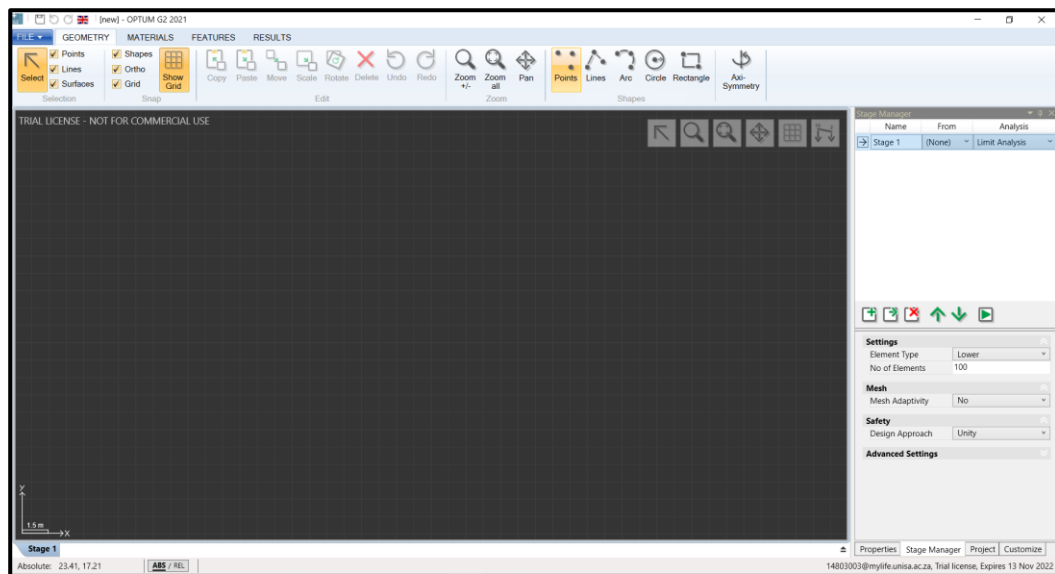 [new] - OPTUM G2 2021
FILE GEOMETRY MATERIALS FEATURES RESULTS
Select Points Lines Surfaces Selection
Shapes Ortho Grid Show Grid Snap
Copy Paste Move Scale Rotate Delete Undo Redo Edit
Zoom +/- Zoom all Pan Zoom
Points Lines Arc Circle Rectangle Shapes
Axi-Symmetry
TRIAL LICENSE - NOT FOR COMMERCIAL USE
Stage Manager
Name From Analysis
Stage 1 (None) Limit Analysis
Settings
Element Type Lower
No of Elements 100
Mesh
Mesh Adaptivity No
Safety
Design Approach Unity
Advanced Settings
Y
1.5 m
X
Stage 1
Properties Stage Manager Project Customize
Absolute: 23.41, 17.21 ABS / REL
14803003@mylife.unisa.ac.za, Trial license, Expires 13 Nov 2022